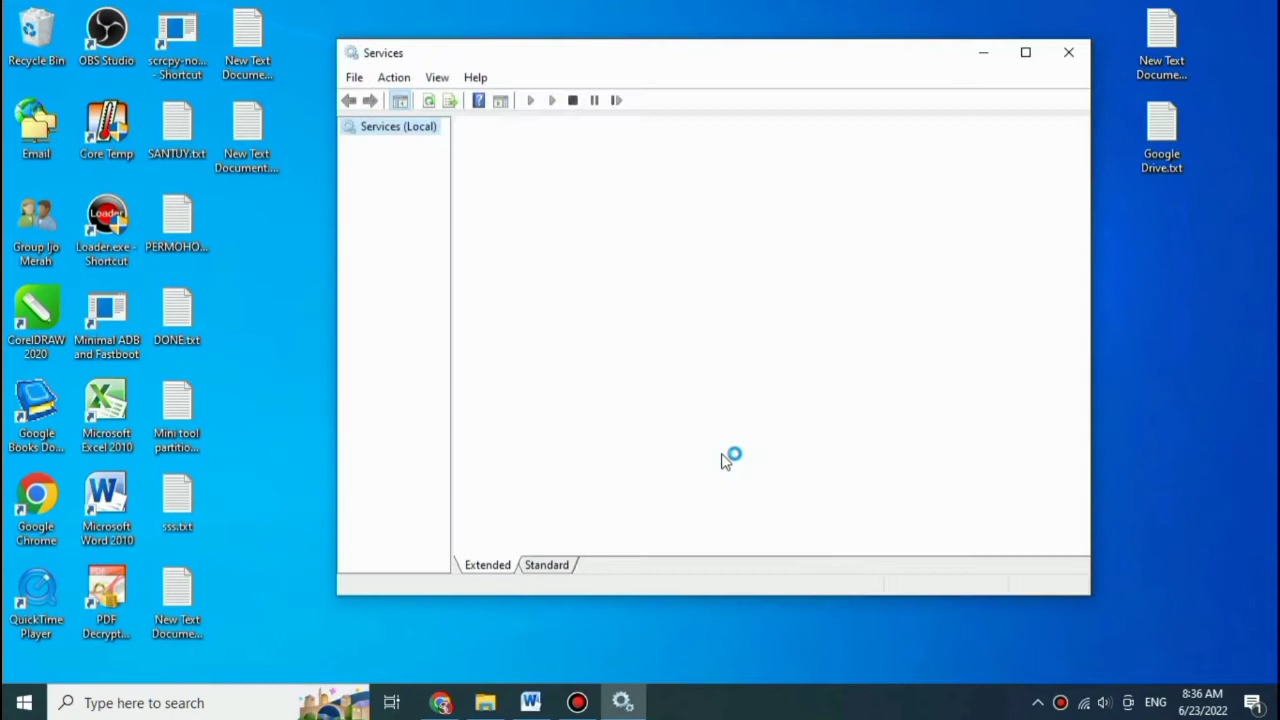 Recycle Bin
OBS Studio
scrcpy-no...
- Shortcut
New Text
Docume...
Email
Core Temp
SANTUY.txt
New Text
Document....
Group Ijo
Merah
Loader
Loader.exe -
Shortcut
PERMOHO...
CorelDRAW
2020
Minimal ADB
and Fastboot
DONE.txt
Google
Books Do...
Microsoft
Excel 2010
Mini tool
partitio...
Google
Chrome
Microsoft
Word 2010
sss.txt
QuickTime
Player
PDF
PDF
Decrypt...
New Text
Docume...
Services
File Action View Help
Services (Local)
Extended Standard
New Text
Docume...
Google
Drive.txt
Type here to search
ENG
8:36 AM
6/23/2022
1